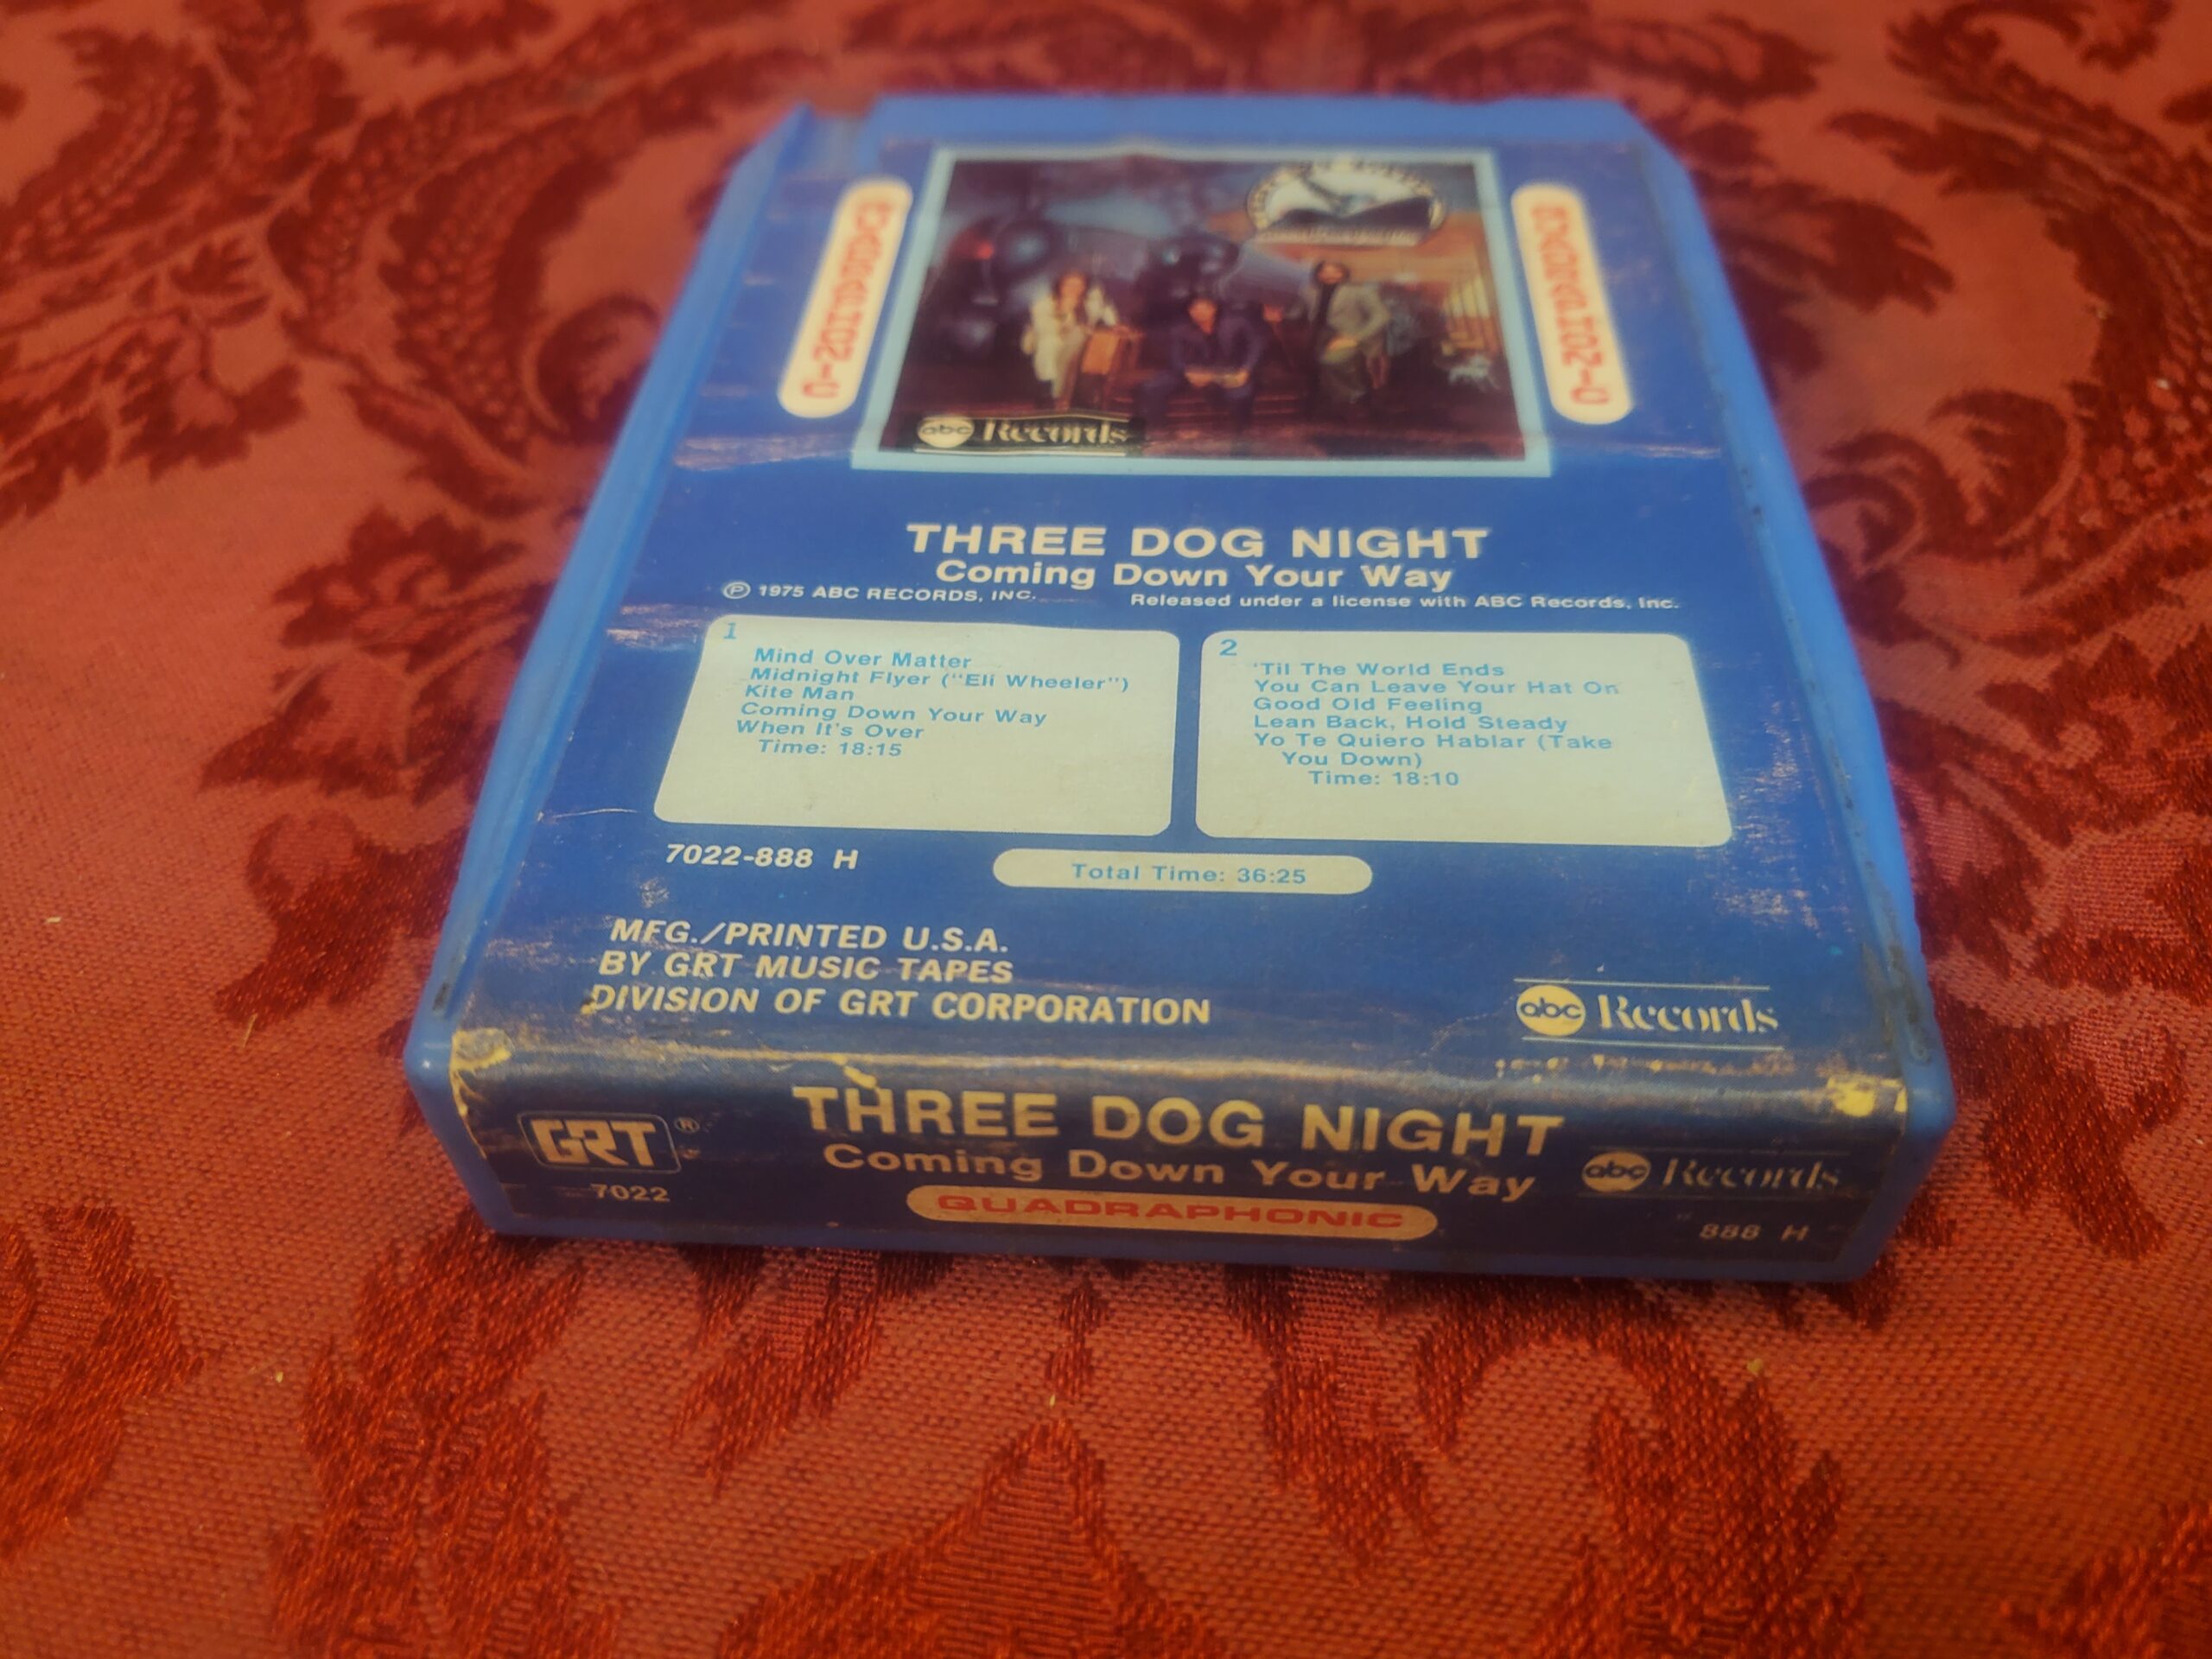 QUADRAPHONIC
QUADRAPHONIC
abc Records
THREE DOG NIGHT
Coming Down Your Way
Ⓟ 1975 ABC RECORDS, INC. Released under a license with ABC Records, Inc.
1
Mind Over Matter
Midnight Flyer ("Eli Wheeler")
Kite Man
Coming Down Your Way
When It's Over
Time: 18:15
2
'Til The World Ends
You Can Leave Your Hat On
Good Old Feeling
Lean Back, Hold Steady
Yo Te Quiero Hablar (Take
You Down)
Time: 18:10
7022-888 H
Total Time: 36:25
MFG./PRINTED U.S.A.
BY GRT MUSIC TAPES
DIVISION OF GRT CORPORATION
abc Records
GRT®
THREE DOG NIGHT
Coming Down Your Way
abc Records
7022
QUADRAPHONIC
888 H